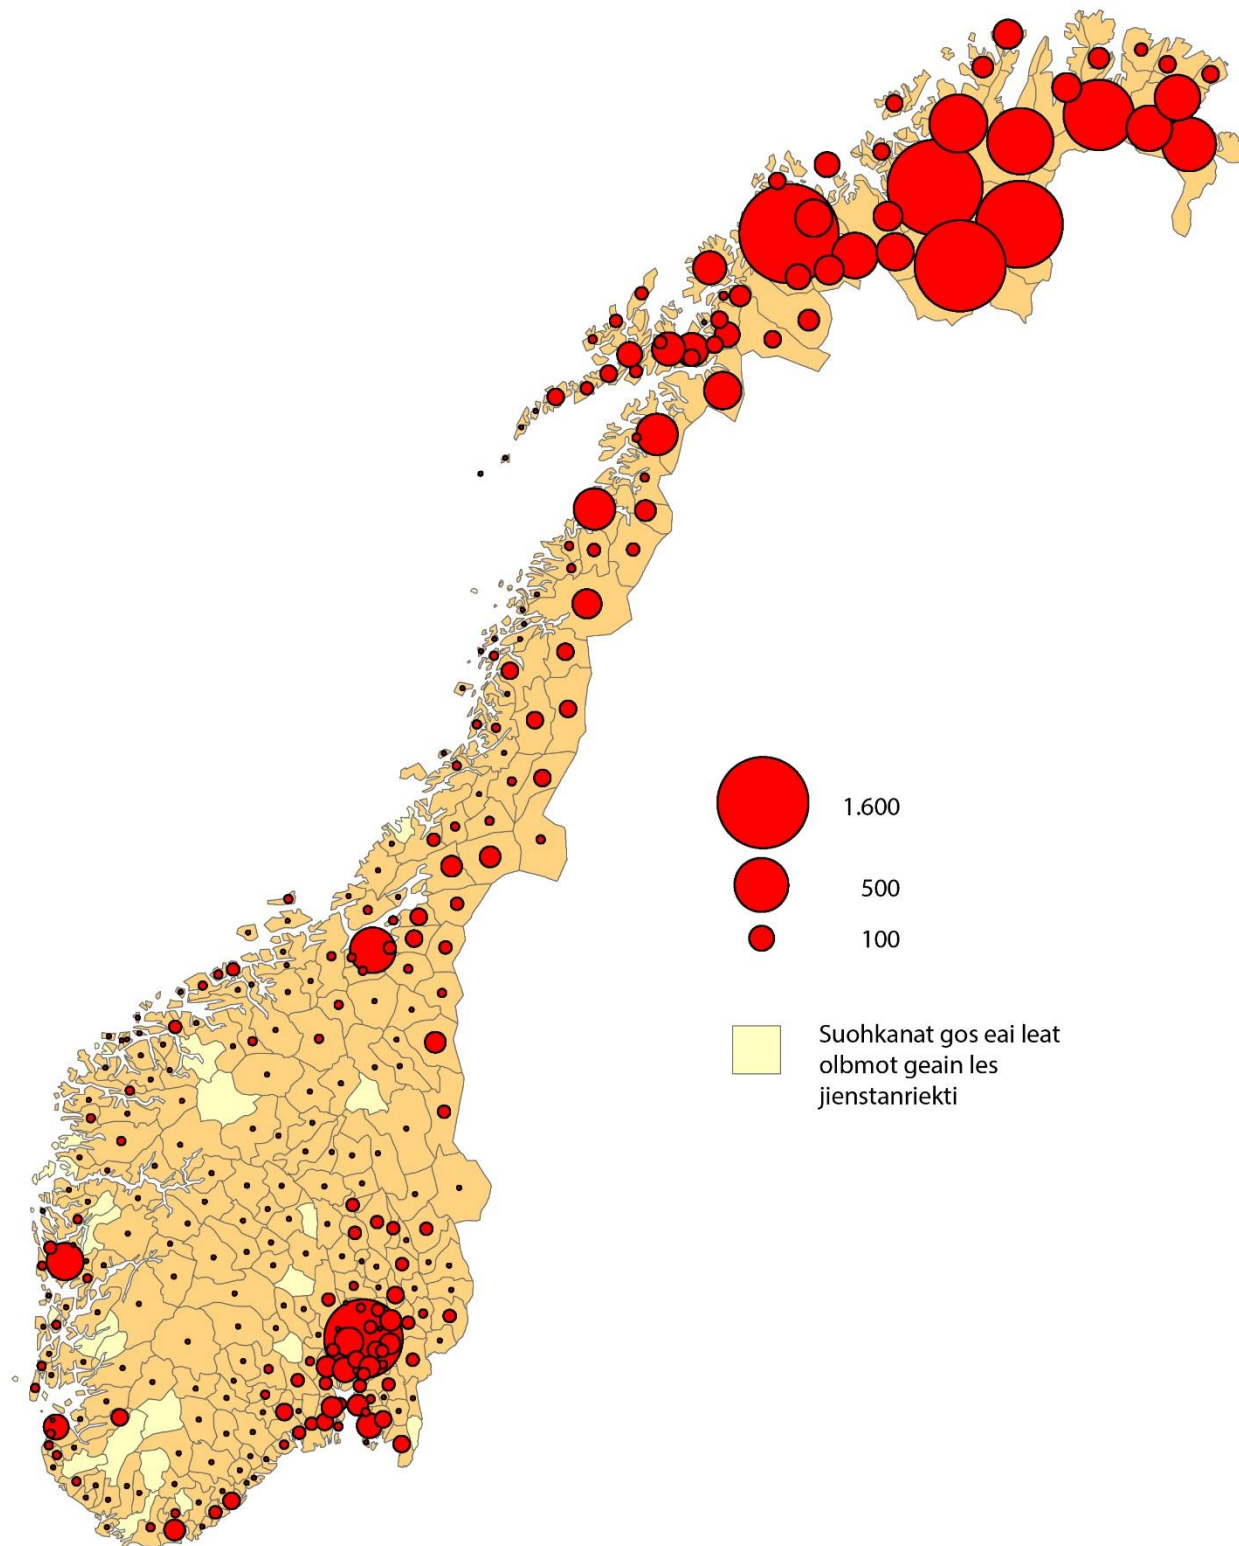 1.600
500
100
Suohkanat gos eai leat
olbmot geain les
jienstanriekti